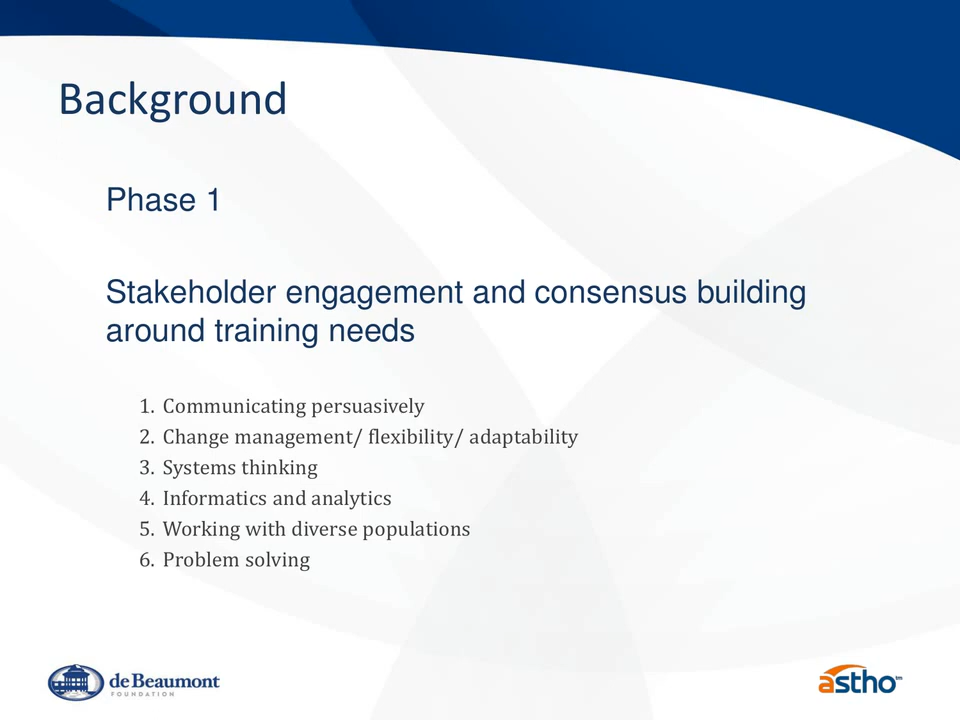 Background
Phase 1
Stakeholder engagement and consensus building
around training needs
1. Communicating persuasively
2. Change management/ flexibility/ adaptability
3. Systems thinking
4. Informatics and analytics
5. Working with diverse populations
6. Problem solving
de Beaumont
FOUNDATION
astho™